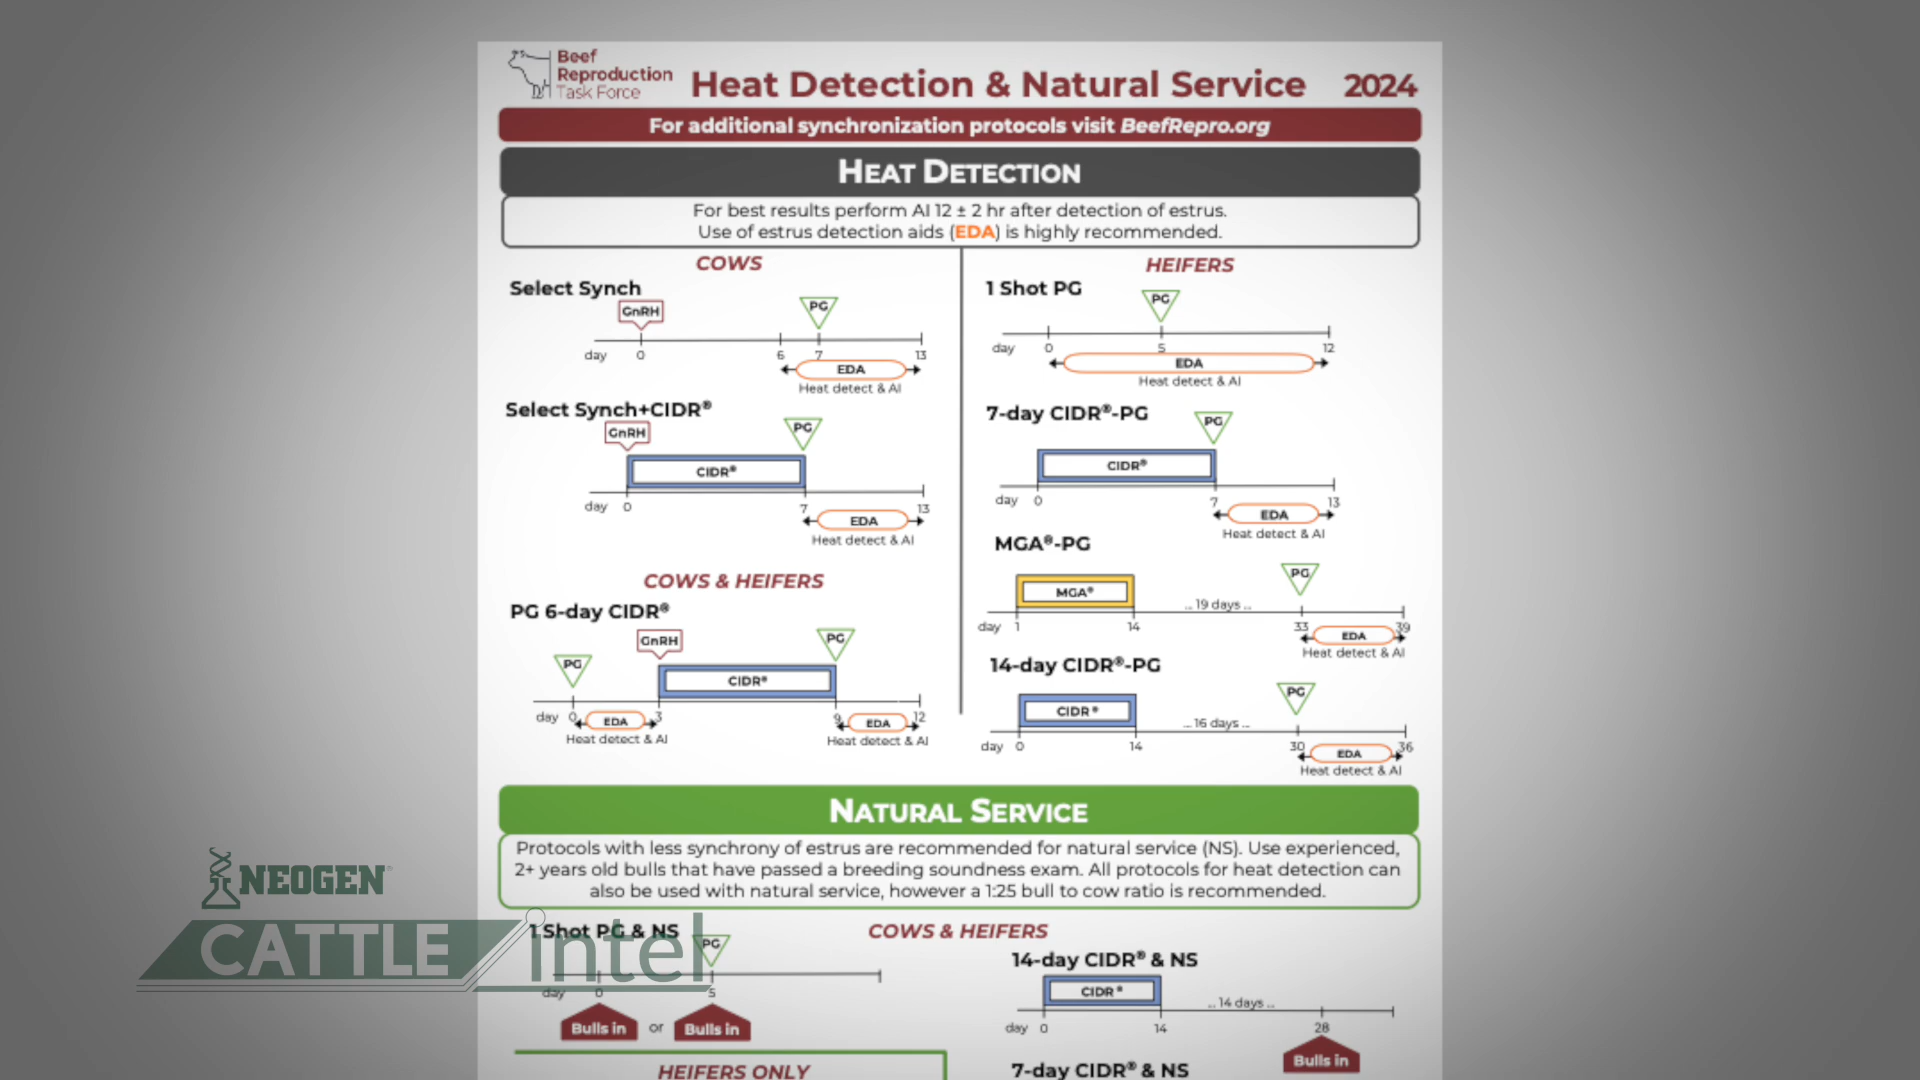 Beef
Reproduction
Task Force
Heat Detection & Natural Service 2024
For additional synchronization protocols visit BeefRepro.org
HEAT DETECTION
For best results perform AI 12 ± 2 hr after detection of estrus.
Use of estrus detection aids (EDA) is highly recommended.
COWS
Select Synch
GnRH
PG
day 0 6 7 13
EDA
Heat detect & AI
Select Synch+CIDR®
GnRH
PG
CIDR®
day 0 7 13
EDA
Heat detect & AI
COWS & HEIFERS
PG 6-day CIDR®
PG
GnRH
PG
CIDR®
day 0 3 9 12
EDA EDA
Heat detect & AI Heat detect & AI
HEIFERS
1 Shot PG
PG
day 0 5 12
EDA
Heat detect & AI
7-day CIDR®-PG
PG
CIDR®
day 0 7 13
EDA
Heat detect & AI
MGA®-PG
PG
MGA®
... 19 days ...
day 1 14 33 39
EDA
Heat detect & AI
14-day CIDR®-PG
PG
CIDR®
... 16 days ...
day 0 14 30 36
EDA
Heat detect & AI
NATURAL SERVICE
Protocols with less synchrony of estrus are recommended for natural service (NS). Use experienced,
2+ years old bulls that have passed a breeding soundness exam. All protocols for heat detection can
also be used with natural service, however a 1:25 bull to cow ratio is recommended.
COWS & HEIFERS
1 Shot PG & NS
PG
day 0 5
Bulls in or Bulls in
HEIFERS ONLY
14-day CIDR® & NS
CIDR®
... 14 days ...
day 0 14 28
Bulls in
7-day CIDR® & NS
NEOGEN®
CATTLE intel